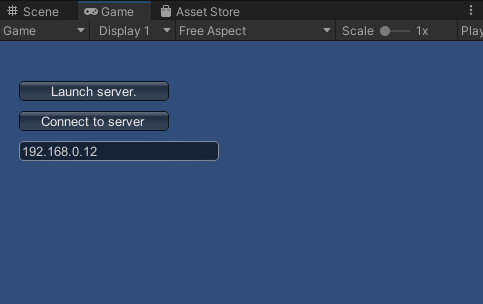 Scene Game Asset Store
Game Display 1 Free Aspect Scale 1x Play
Launch server.
Connect to server
192.168.0.12